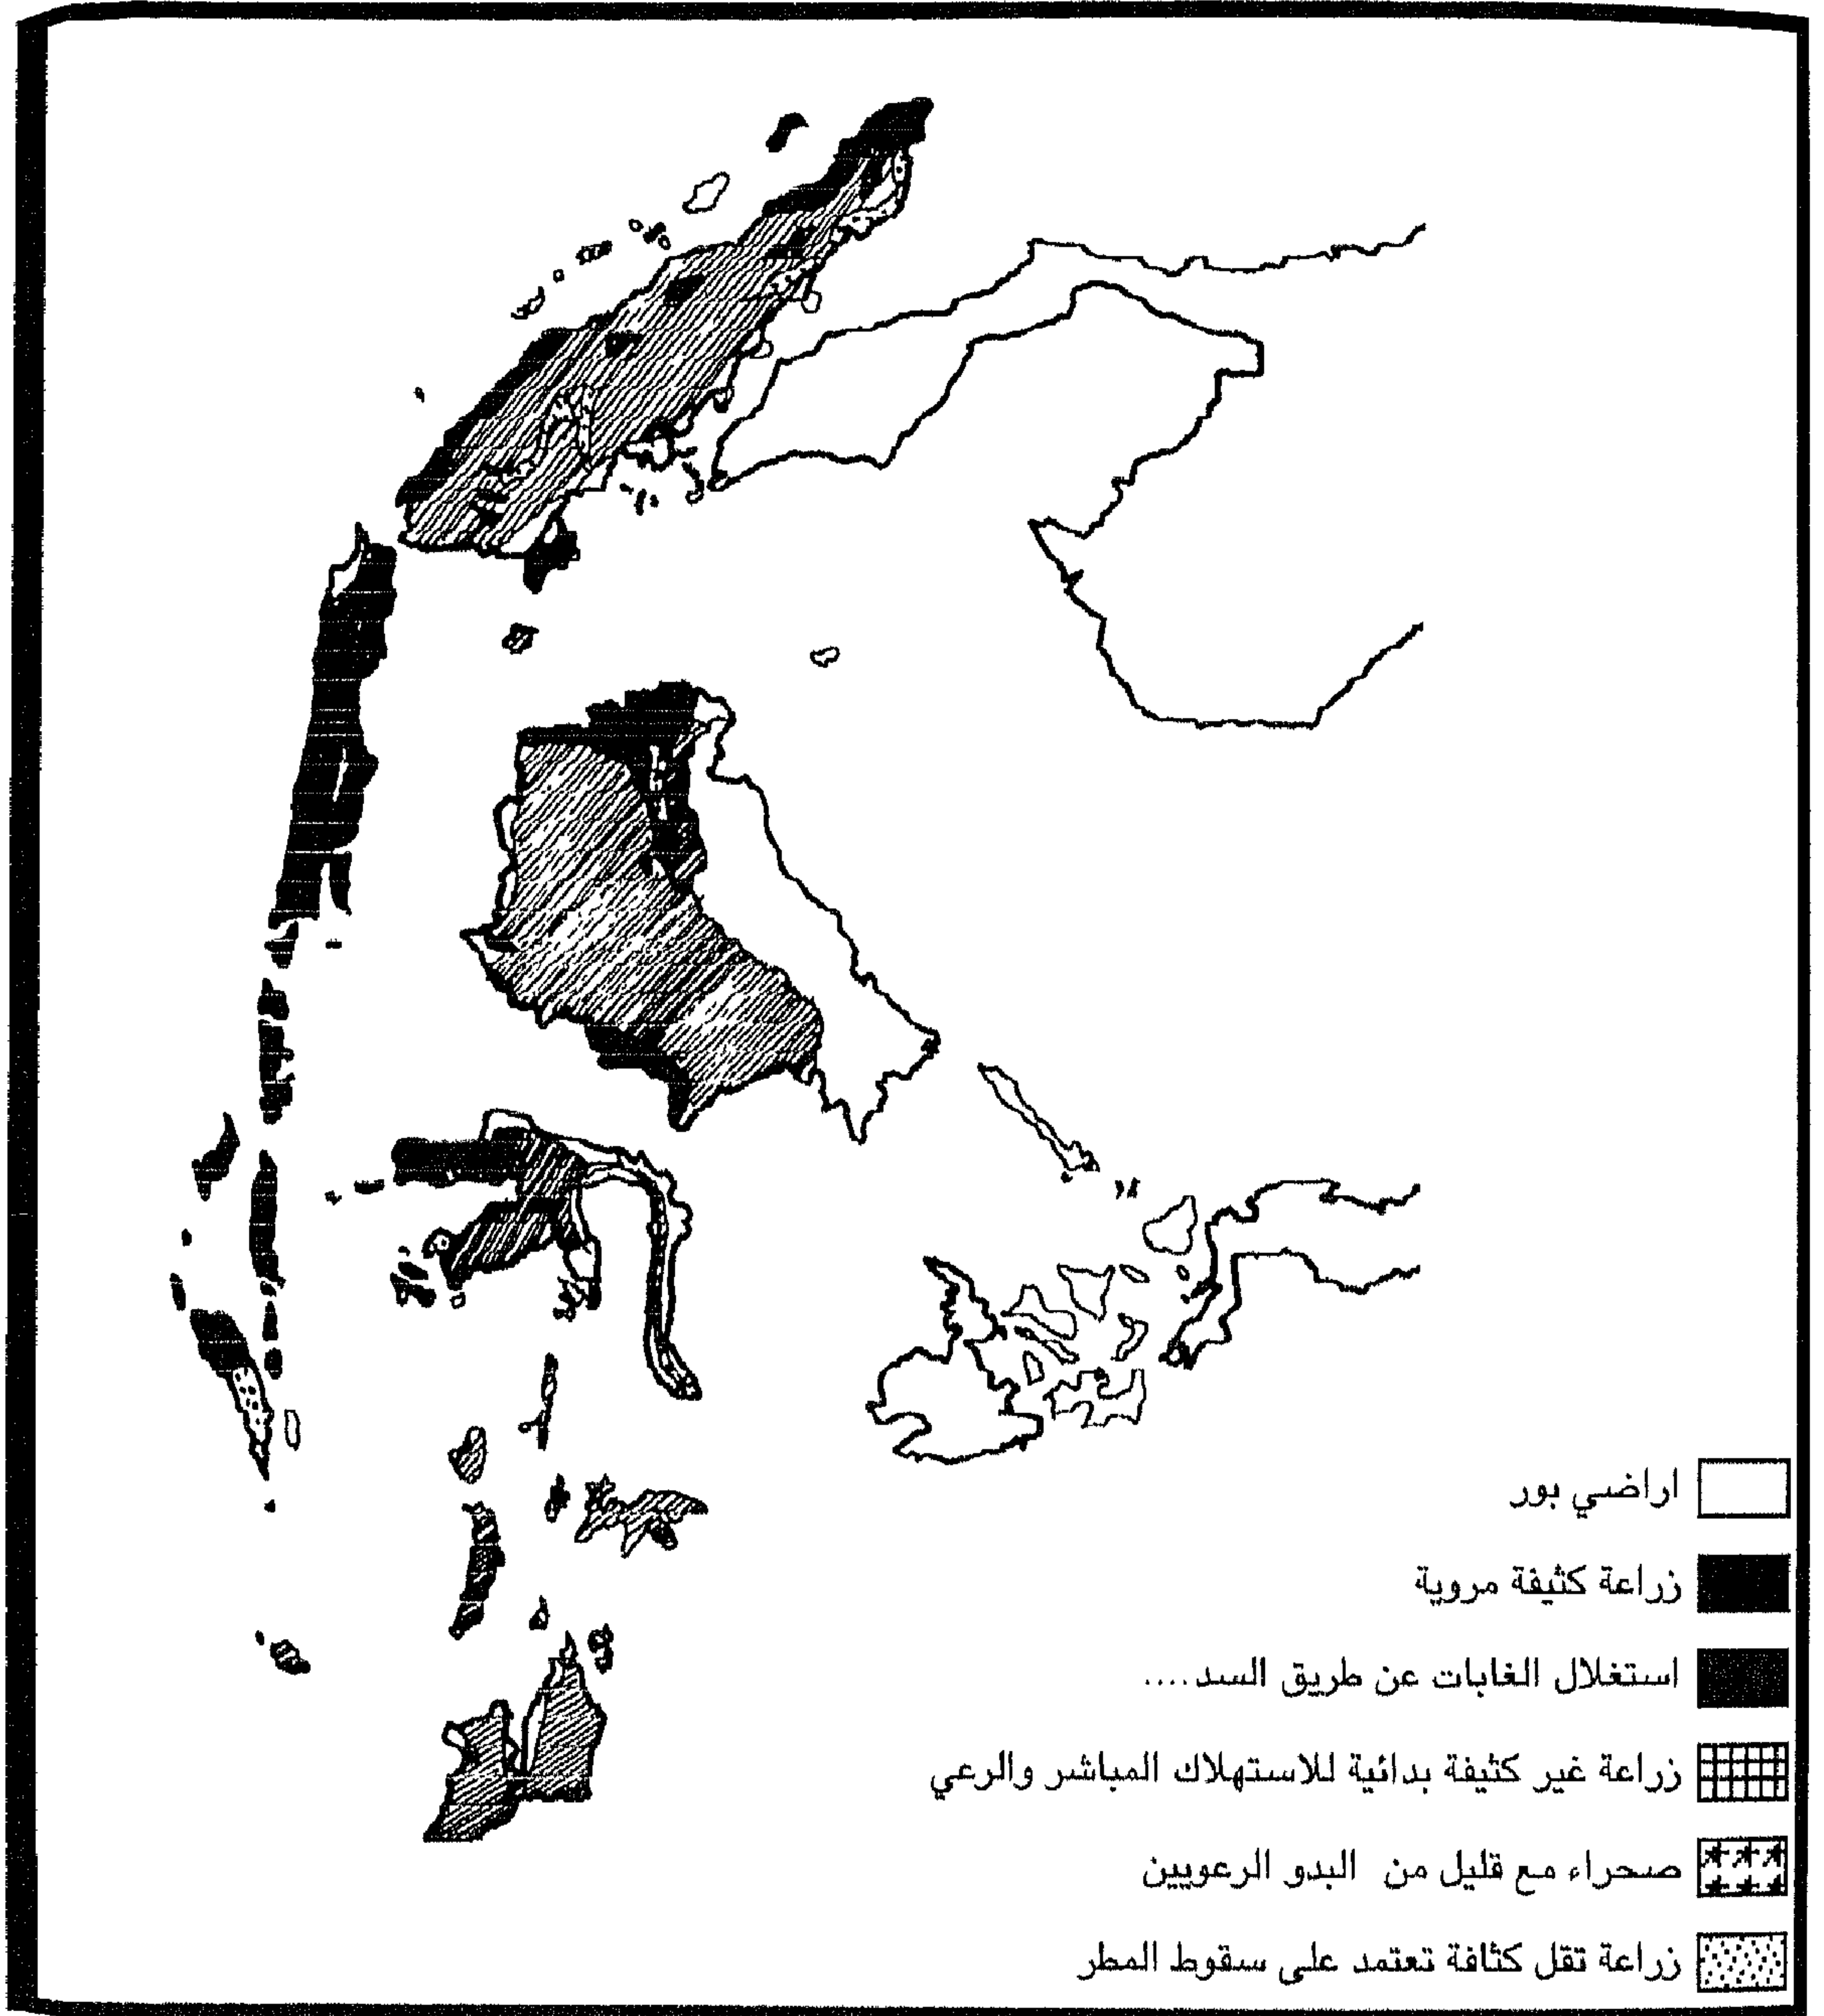 اراضي بور
زراعة كثيفة مروية
استغلال الغابات عن طريق السد....
زراعة غير كثيفة بدائية للاستهلاك المباشر والرعي
صحراء مع قليل من البدو الرعويين
زراعة تقل كثافة تعتمد على سقوط المطر